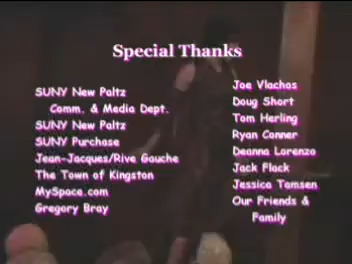 Special Thanks
SUNY New Paltz
Comm. & Media Dept.
SUNY New Paltz
SUNY Purchase
Jean-Jacques/Rive Gauche
The Town of Kingston
MySpace.com
Gregory Bray
Joe Vlachos
Doug Short
Tom Herling
Ryan Conner
Deanna Lorenzo
Jack Flack
Jessica Tamsen
Our Friends &
Family